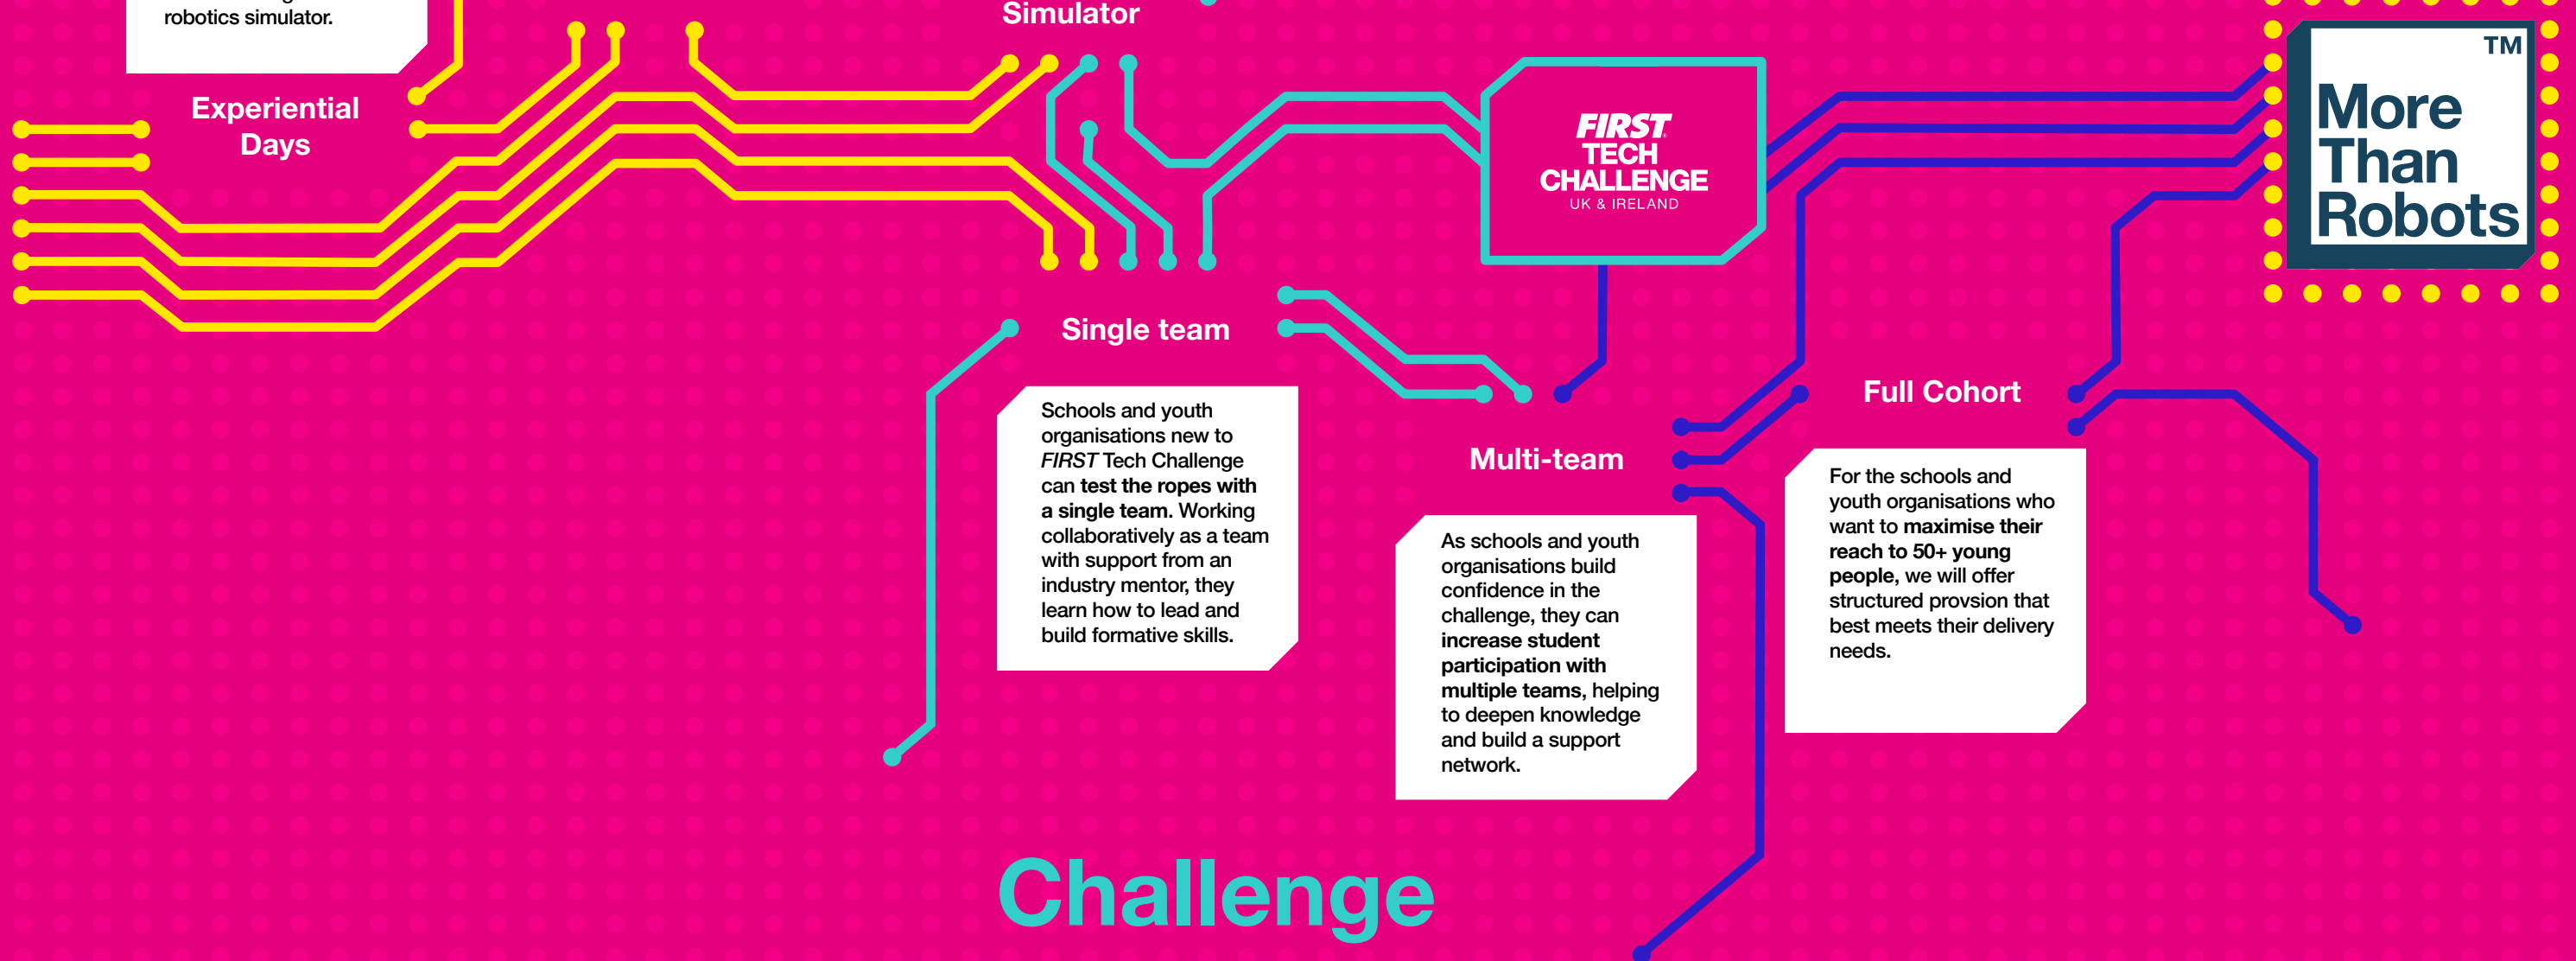 robotics simulator.
Experiential
Days
Simulator
FIRST
TECH
CHALLENGE
UK & IRELAND
TM
More
Than
Robots
Single team
Schools and youth
organisations new to
FIRST Tech Challenge
can test the ropes with
a single team. Working
collaboratively as a team
with support from an
industry mentor, they
learn how to lead and
build formative skills.
Multi-team
As schools and youth
organisations build
confidence in the
challenge, they can
increase student
participation with
multiple teams, helping
to deepen knowledge
and build a support
network.
Full Cohort
For the schools and
youth organisations who
want to maximise their
reach to 50+ young
people, we will offer
structured provsion that
best meets their delivery
needs.
Challenge